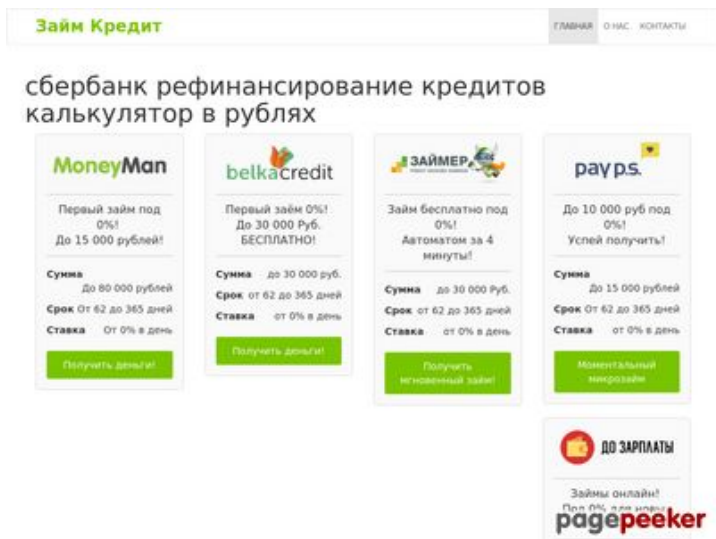 Займ Кредит
ГЛАВНАЯ О НАС. КОНТАКТЫ
сбербанк рефинансирование кредитов
калькулятор в рублях
MoneyMan
Первый займ под
0%!
До 15 000 рублей!
Сумма
До 80 000 рублей
Срок От 62 до 365 дней
Ставка От 0% в день
Получить деньги!
belkacredit
Первый заём 0%!
До 30 000 Руб.
БЕСПЛАТНО!
Сумма до 30 000 руб.
Срок от 62 до 365 дней
Ставка от 0% в день
Получить деньги!
ЗАЙМЕР
Займ бесплатно под
0%!
Автоматом за 4
минуты!
Сумма до 30 000 Руб.
Срок от 62 до 365 дней
Ставка от 0% в день
Получить
мгновенный займ!
pay p.s.
До 10 000 руб под
0%!
Успей получить!
Сумма
До 15 000 рублей
Срок От 62 до 365 дней
Ставка от 0% в день
Моментальный
микрозайм
ДО ЗАРПЛАТЫ
Займы онлайн!
Под 0% для новых
pagepeeker